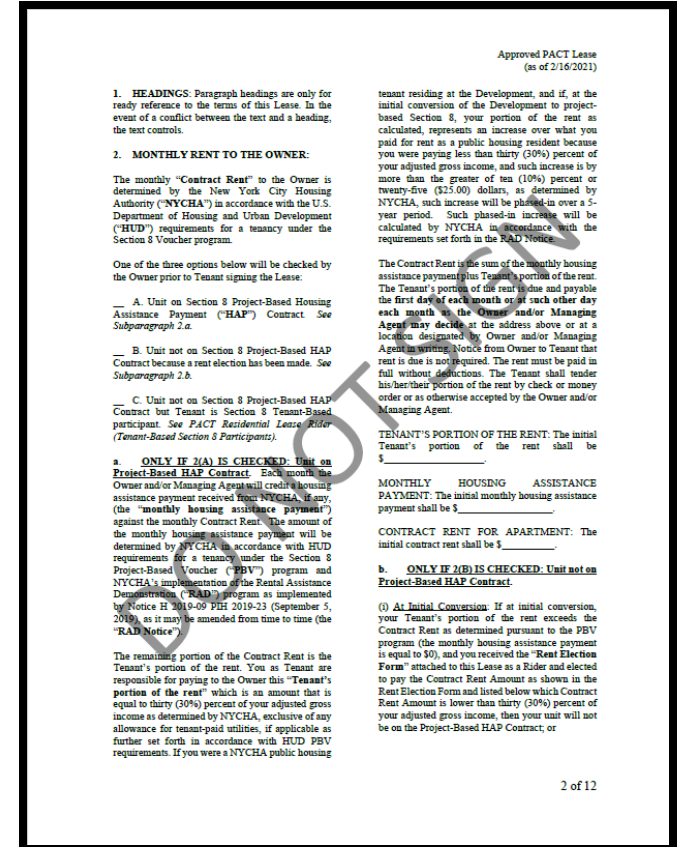 Approved PACT Lease
(as of 2/16/2021)
1. HEADINGS: Paragraph headings are only for
ready reference to the terms of this Lease. In the
event of a conflict between the text and a heading,
the text controls.
2. MONTHLY RENT TO THE OWNER:
The monthly “Contract Rent” to the Owner is
determined by the New York City Housing
Authority (“NYCHA”) in accordance with the U.S.
Department of Housing and Urban Development
(“HUD”) requirements for a tenancy under the
Section 8 Voucher program.
One of the three options below will be checked by
the Owner prior to Tenant signing the Lease:
__ A. Unit on Section 8 Project-Based Housing
Assistance Payment (“HAP”) Contract. See
Subparagraph 2.a.
__ B. Unit not on Section 8 Project-Based HAP
Contract because a rent election has been made. See
Subparagraph 2.b.
__ C. Unit not on Section 8 Project-Based HAP
Contract but Tenant is Section 8 Tenant-Based
participant. See PACT Residential Lease Rider
(Tenant-Based Section 8 Participants).
a. ONLY IF 2(A) IS CHECKED: Unit on
Project-Based HAP Contract. Each month the
Owner and/or Managing Agent will credit a housing
assistance payment received from NYCHA, if any,
(the “monthly housing assistance payment”)
against the monthly Contract Rent. The amount of
the monthly housing assistance payment will be
determined by NYCHA in accordance with HUD
requirements for a tenancy under the Section 8
Project-Based Voucher (“PBV”) program and
NYCHA’s implementation of the Rental Assistance
Demonstration (“RAD”) program as implemented
by Notice H 2019-09 PIH 2019-23 (September 5,
2019), as it may be amended from time to time (the
“RAD Notice”).
The remaining portion of the Contract Rent is the
Tenant’s portion of the rent. You as Tenant are
responsible for paying to the Owner this “Tenant’s
portion of the rent” which is an amount that is
equal to thirty (30%) percent of your adjusted gross
income as determined by NYCHA, exclusive of any
allowance for tenant-paid utilities, if applicable as
further set forth in accordance with HUD PBV
requirements. If you were a NYCHA public housing
tenant residing at the Development, and if, at the
initial conversion of the Development to project-
based Section 8, your portion of the rent as
calculated, represents an increase over what you
paid for rent as a public housing resident because
you were paying less than thirty (30%) percent of
your adjusted gross income, and such increase is by
more than the greater of ten (10%) percent or
twenty-five ($25.00) dollars, as determined by
NYCHA, such increase will be phased-in over a 5-
year period. Such phased-in increase will be
calculated by NYCHA in accordance with the
requirements set forth in the RAD Notice.
The Contract Rent is the sum of the monthly housing
assistance payment plus Tenant’s portion of the rent.
The Tenant’s portion of the rent is due and payable
the first day of each month or at such other day
each month as the Owner and/or Managing
Agent may decide at the address above or at a
location designated by Owner and/or Managing
Agent in writing. Notice from Owner to Tenant that
rent is due is not required. The rent must be paid in
full without deductions. The Tenant shall tender
his/her/their portion of the rent by check or money
order or as otherwise accepted by the Owner and/or
Managing Agent.
TENANT’S PORTION OF THE RENT: The initial
Tenant’s portion of the rent shall be
$__________________.
MONTHLY HOUSING ASSISTANCE
PAYMENT: The initial monthly housing assistance
payment shall be $_________________.
CONTRACT RENT FOR APARTMENT: The
initial contract rent shall be $_________.
b. ONLY IF 2(B) IS CHECKED: Unit not on
Project-Based HAP Contract.
(i) At Initial Conversion: If at initial conversion,
your Tenant’s portion of the rent exceeds the
Contract Rent as determined pursuant to the PBV
program (the monthly housing assistance payment
is equal to $0), and you received the “Rent Election
Form” attached to this Lease as a Rider and elected
to pay the Contract Rent Amount as shown in the
Rent Election Form and listed below which Contract
Rent Amount is lower than thirty (30%) percent of
your adjusted gross income, then your unit will not
be on the Project-Based HAP Contract; or
DO NOT SIGN
2 of 12